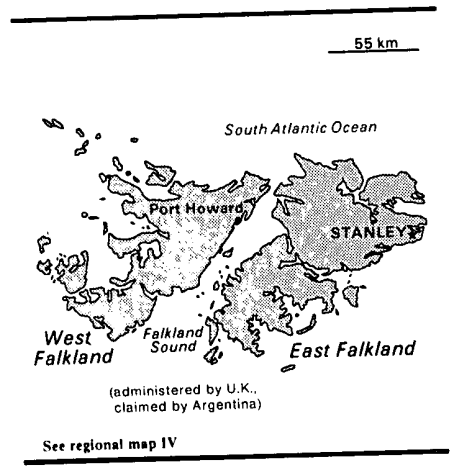 55 km
South Atlantic Ocean
Port Howard
STANLEY
West
Falkland
Falkland
Sound
East Falkland
(administered by U.K.,
claimed by Argentina)
See regional map IV